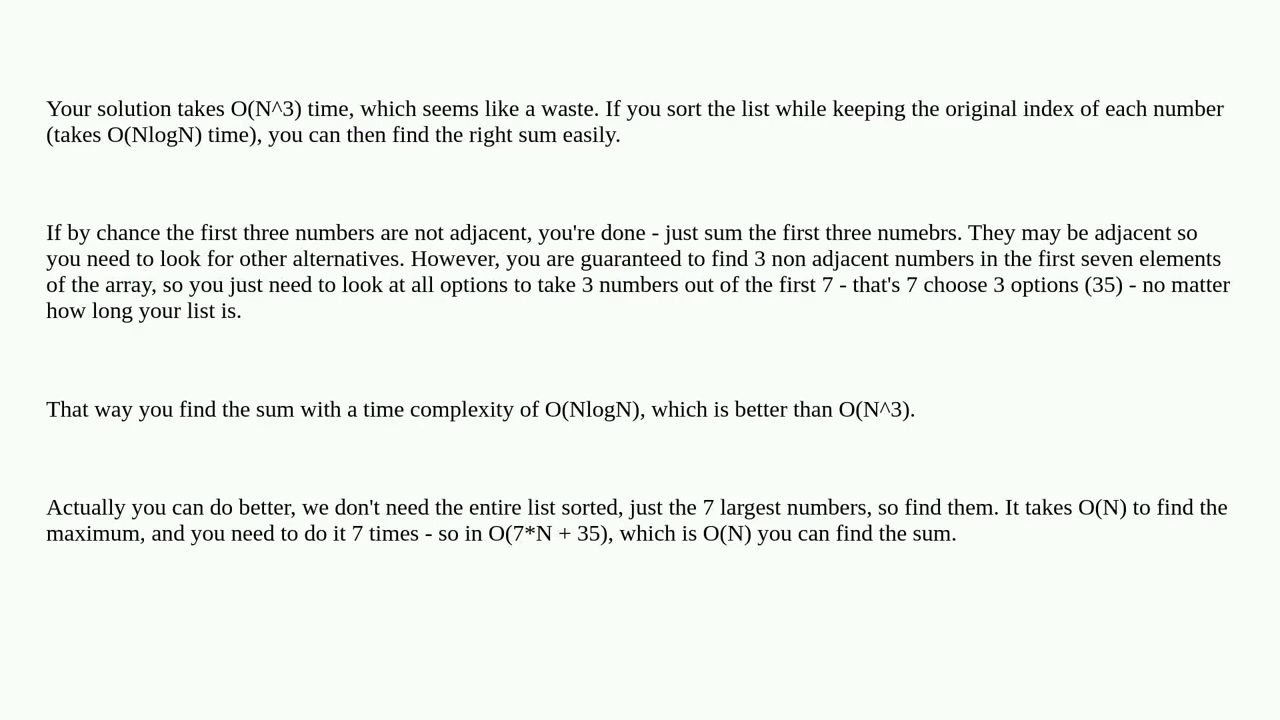 Your solution takes O(N^3) time, which seems like a waste. If you sort the list while keeping the original index of each number
(takes O(NlogN) time), you can then find the right sum easily.
If by chance the first three numbers are not adjacent, you're done - just sum the first three numebrs. They may be adjacent so
you need to look for other alternatives. However, you are guaranteed to find 3 non adjacent numbers in the first seven elements
of the array, so you just need to look at all options to take 3 numbers out of the first 7 - that's 7 choose 3 options (35) - no matter
how long your list is.
That way you find the sum with a time complexity of O(NlogN), which is better than O(N^3).
Actually you can do better, we don't need the entire list sorted, just the 7 largest numbers, so find them. It takes O(N) to find the
maximum, and you need to do it 7 times - so in O(7*N + 35), which is O(N) you can find the sum.